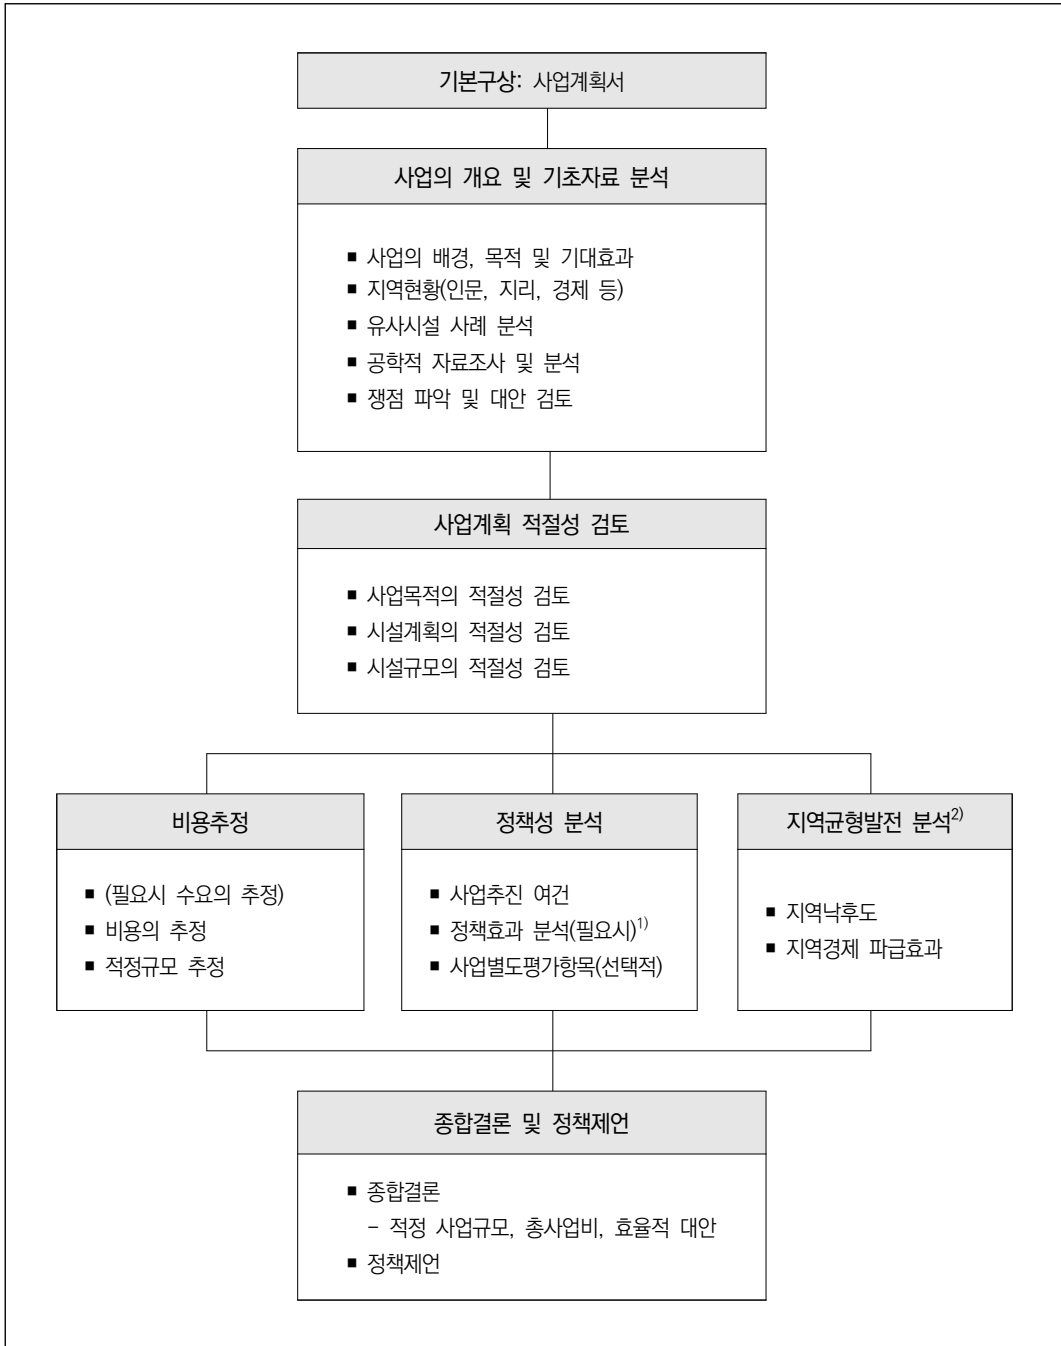 기본구상: 사업계획서
사업의 개요 및 기초자료 분석
■ 사업의 배경, 목적 및 기대효과
■ 지역현황(인문, 지리, 경제 등)
■ 유사시설 사례 분석
■ 공학적 자료조사 및 분석
■ 쟁점 파악 및 대안 검토
사업계획 적절성 검토
■ 사업목적의 적절성 검토
■ 시설계획의 적절성 검토
■ 시설규모의 적절성 검토
비용추정
■ (필요시 수요의 추정)
■ 비용의 추정
■ 적정규모 추정
정책성 분석
■ 사업추진 여건
■ 정책효과 분석(필요시)1)
■ 사업별도평가항목(선택적)
지역균형발전 분석2)
■ 지역낙후도
■ 지역경제 파급효과
종합결론 및 정책제언
■ 종합결론
− 적정 사업규모, 총사업비, 효율적 대안
■ 정책제언